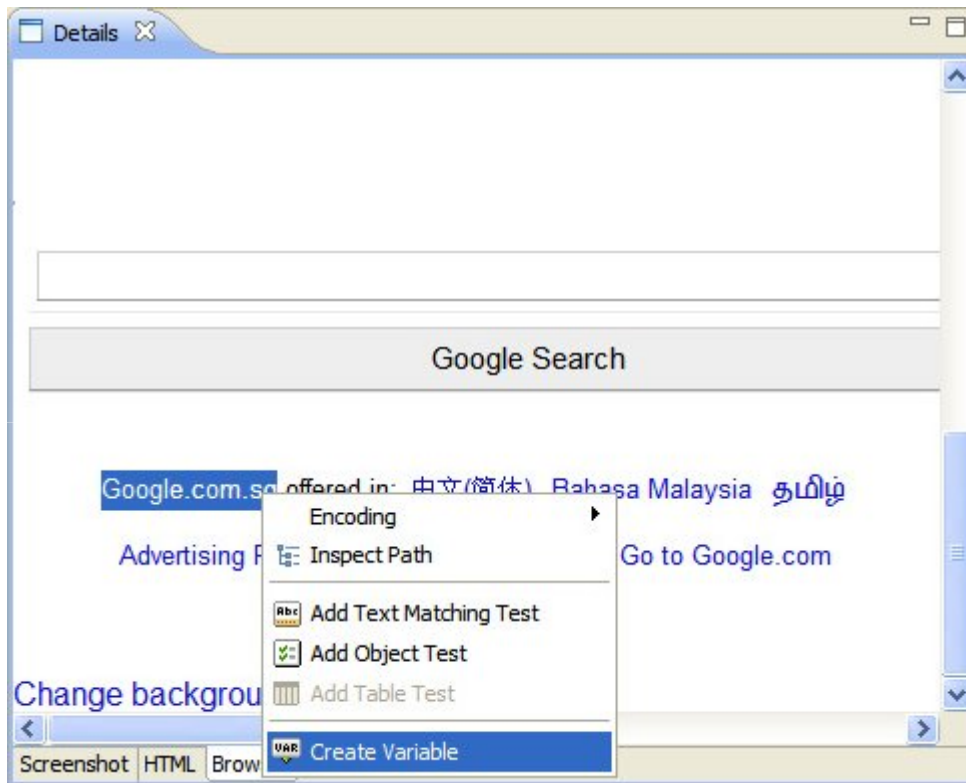 Details
Google Search
Google.com.sg offered in: 中文(简体) Bahasa Malaysia தமிழ்
Encoding
Advertising
Inspect Path
Go to Google.com
Abc
Add Text Matching Test
Add Object Test
Change backgrou
Add Table Test
VAR
Create Variable
Screenshot HTML Brow